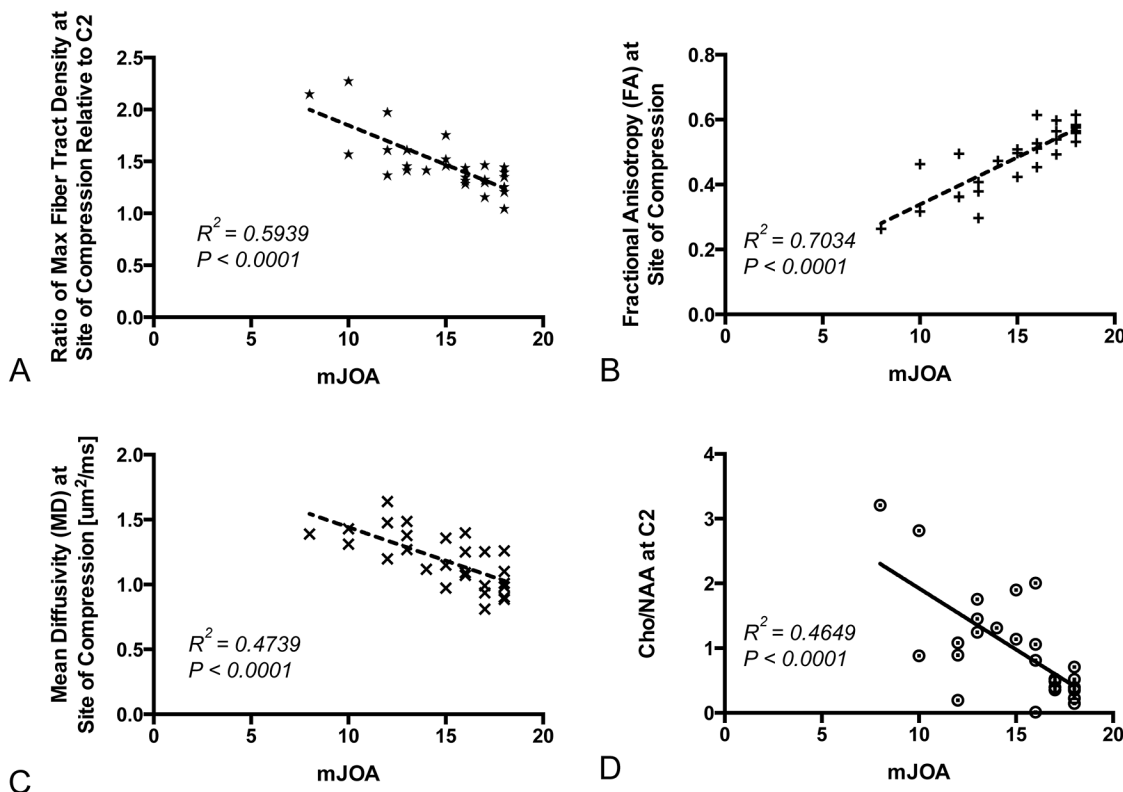 Ratio of Max Fiber Tract Density at
Site of Compression Relative to C2
2.5
2.0
1.5
1.0
0.5
0.0
0 5 10 15 20
mJOA
R² = 0.5939
P < 0.0001
A
Fractional Anisotropy (FA) at
Site of Compression
0.8
0.6
0.4
0.2
0.0
0 5 10 15 20
mJOA
R² = 0.7034
P < 0.0001
B
Mean Diffusivity (MD) at
Site of Compression [um²/ms]
2.0
1.5
1.0
0.5
0.0
0 5 10 15 20
mJOA
R² = 0.4739
P < 0.0001
C
Cho/NAA at C2
4
3
2
1
0
0 5 10 15 20
mJOA
R² = 0.4649
P < 0.0001
D